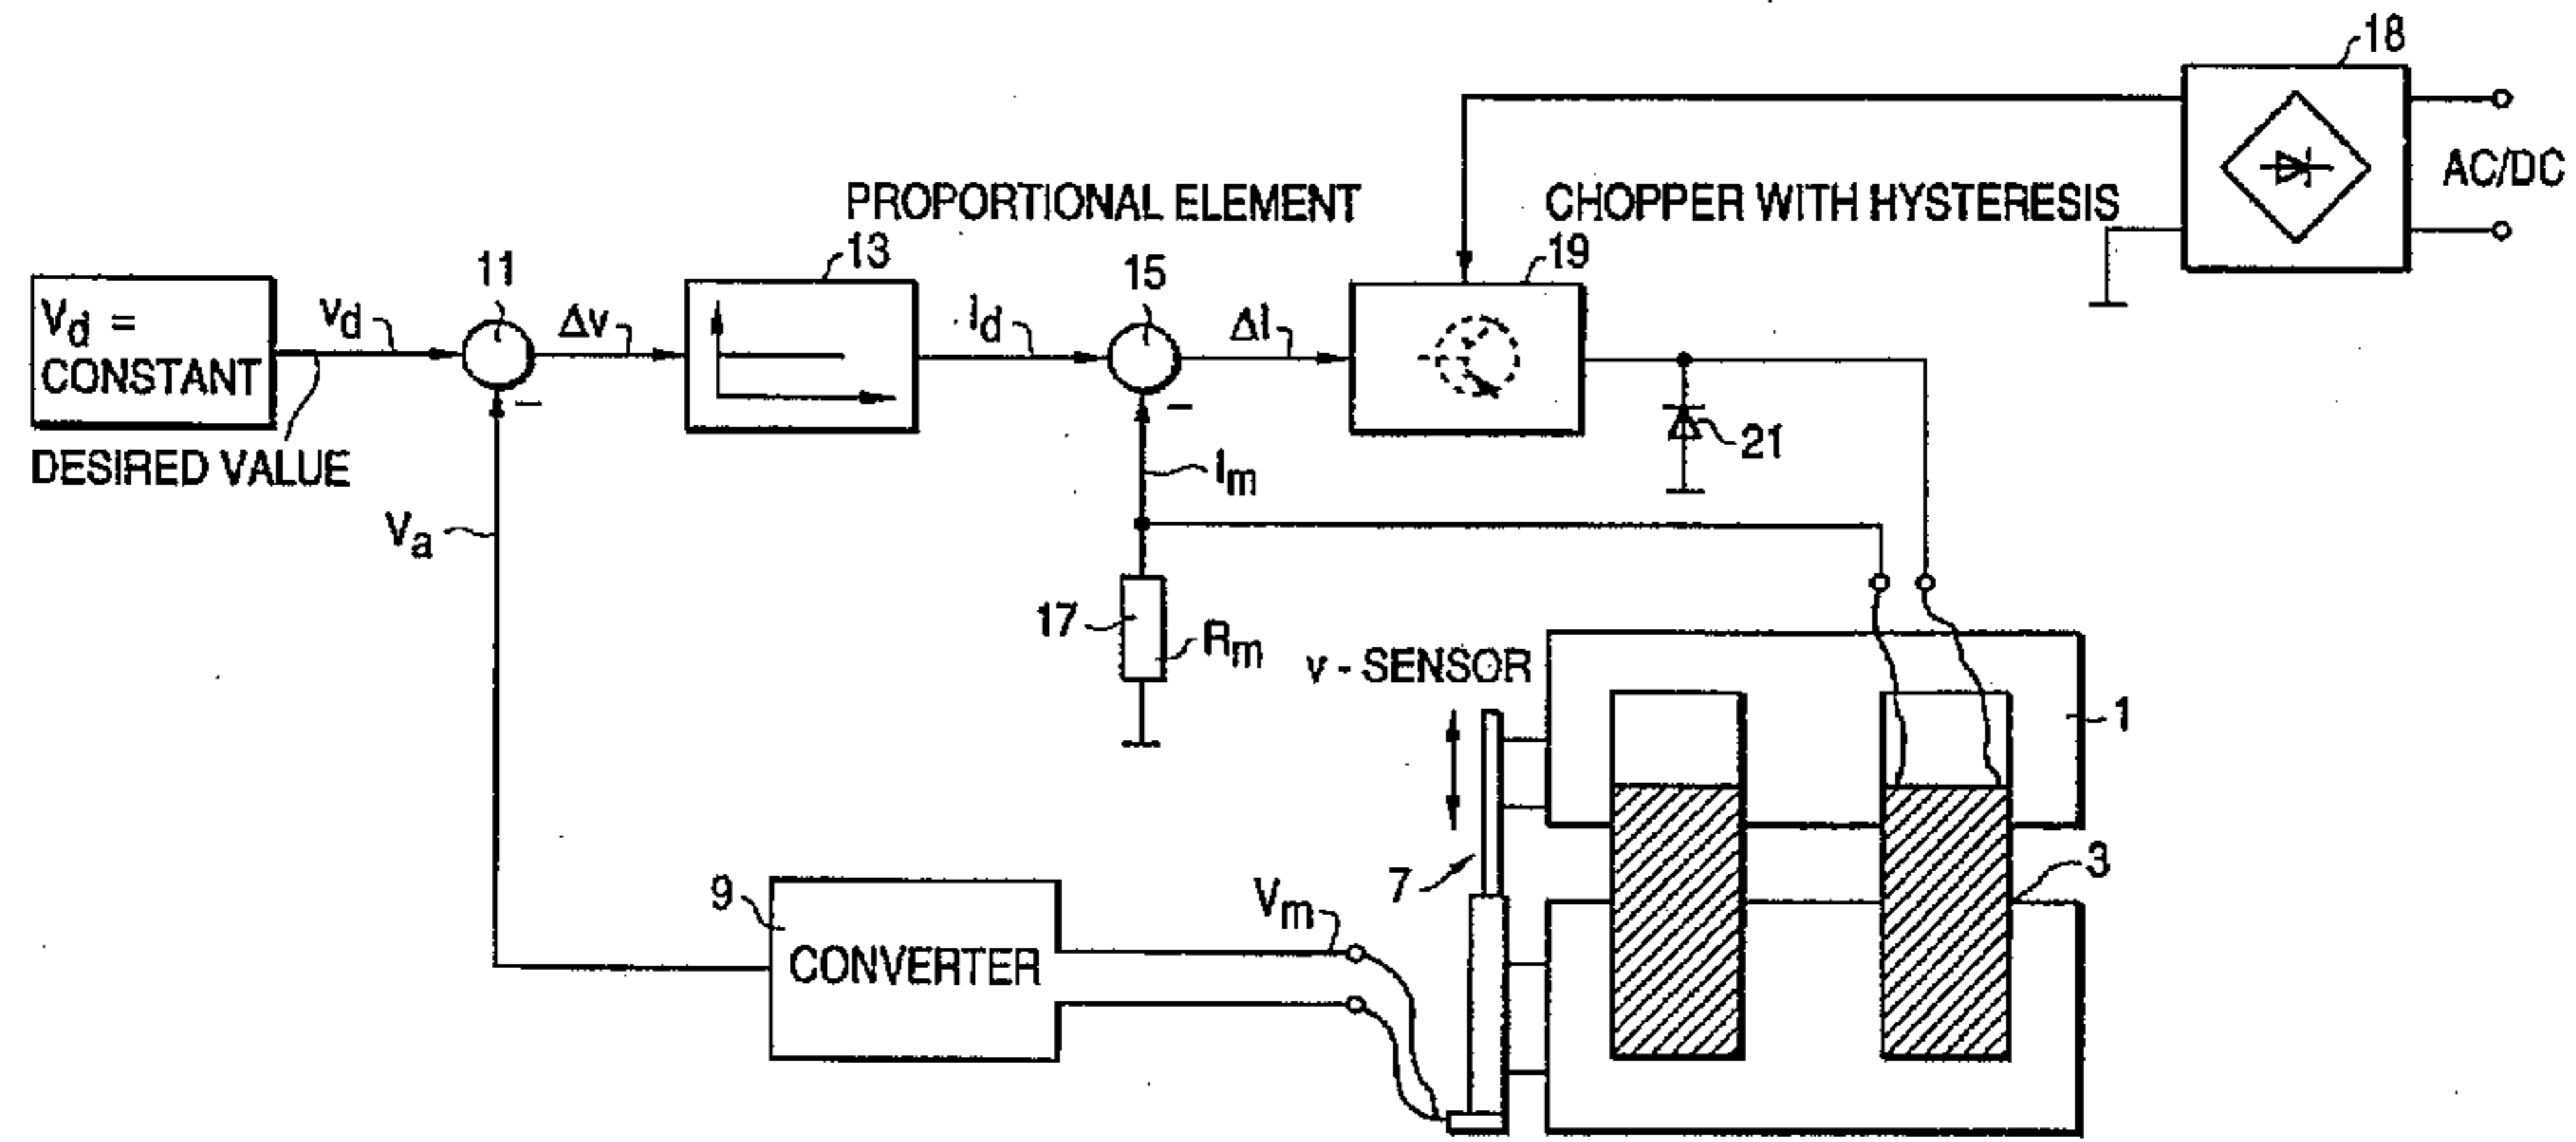 18
AC/DC
PROPORTIONAL ELEMENT
CHOPPER WITH HYSTERESIS
11
13
15
19
Vd =
CONSTANT
vd
Δv
Id
ΔI
DESIRED VALUE
21
Im
Va
17
Rm
v - SENSOR
1
7
3
9
Vm
CONVERTER